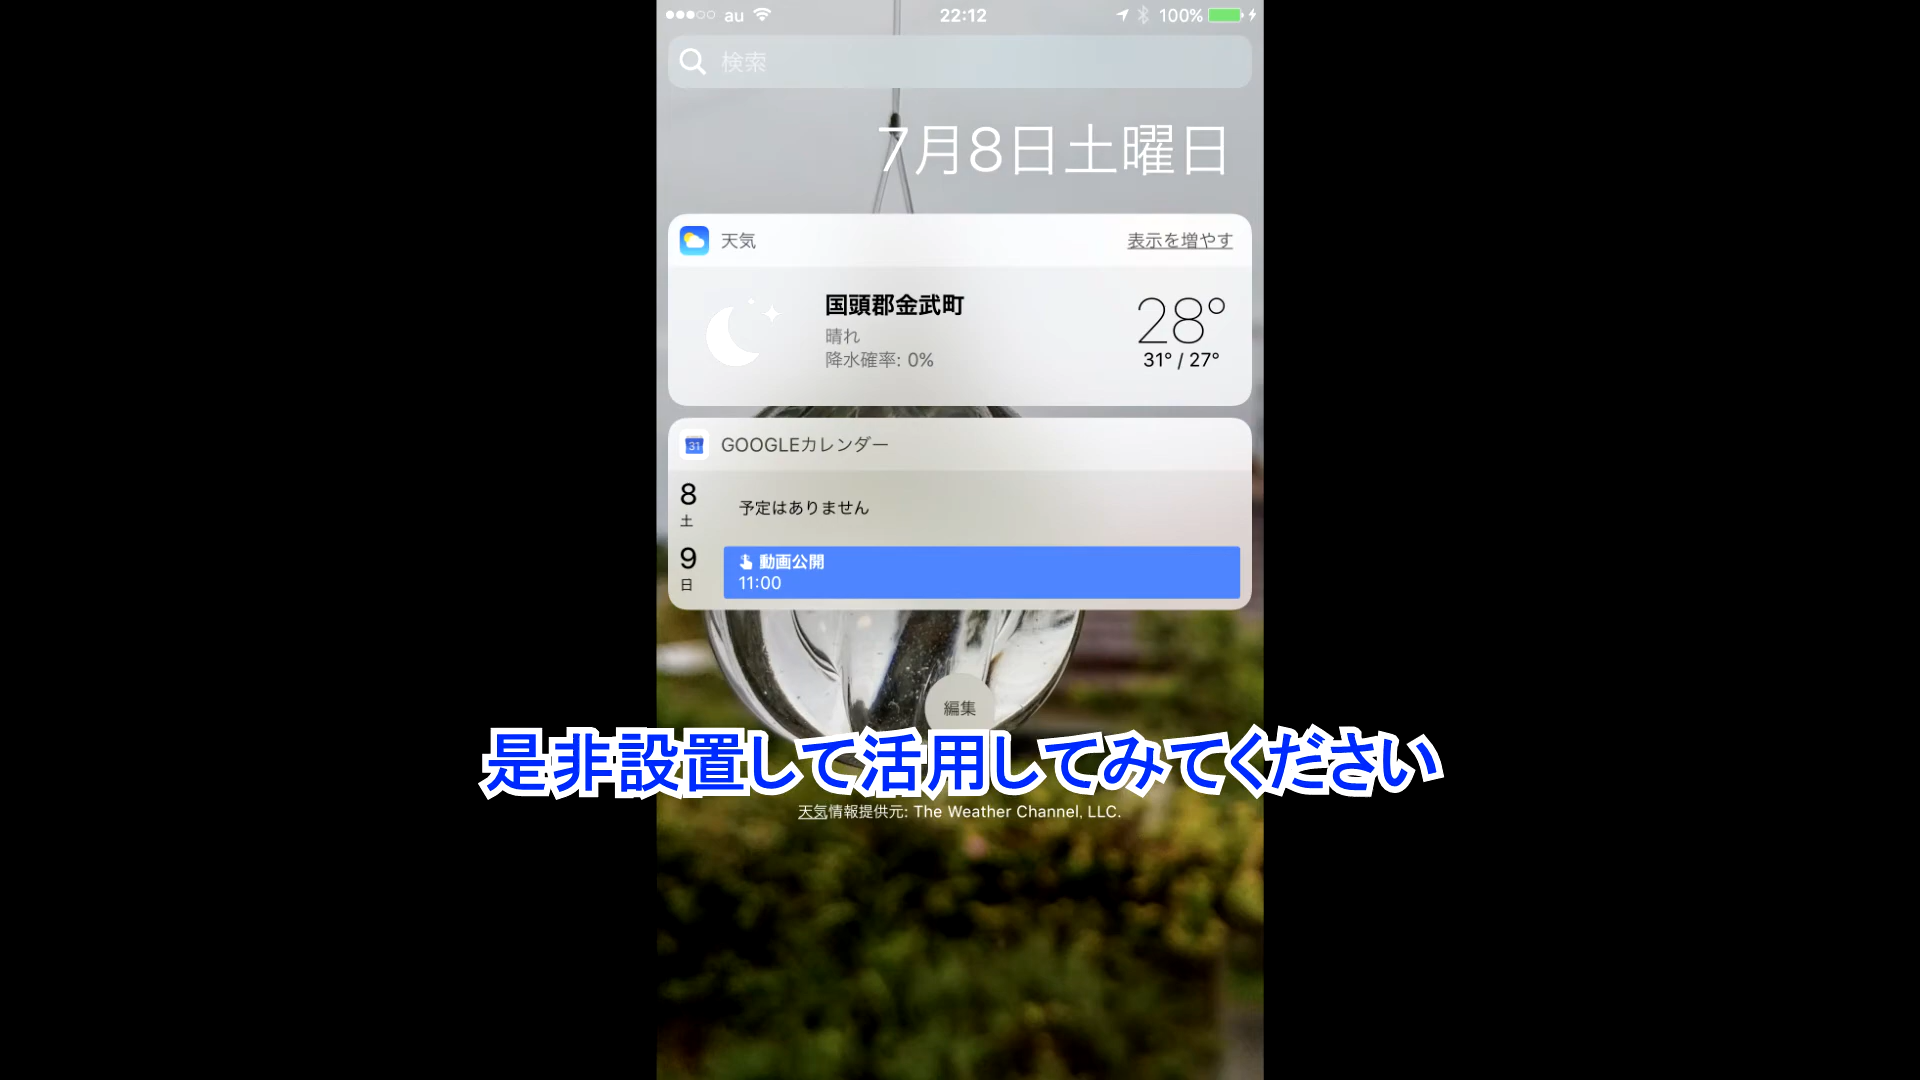 au 22:12 100%
検索
7月8日土曜日
天気 表示を増やす
国頭郡金武町
晴れ
降水確率: 0%
28°
31° / 27°
31 GOOGLEカレンダー
8
土
予定はありません
9
日
動画公開
11:00
編集
是非設置して活用してみてください
天気情報提供元: The Weather Channel, LLC.